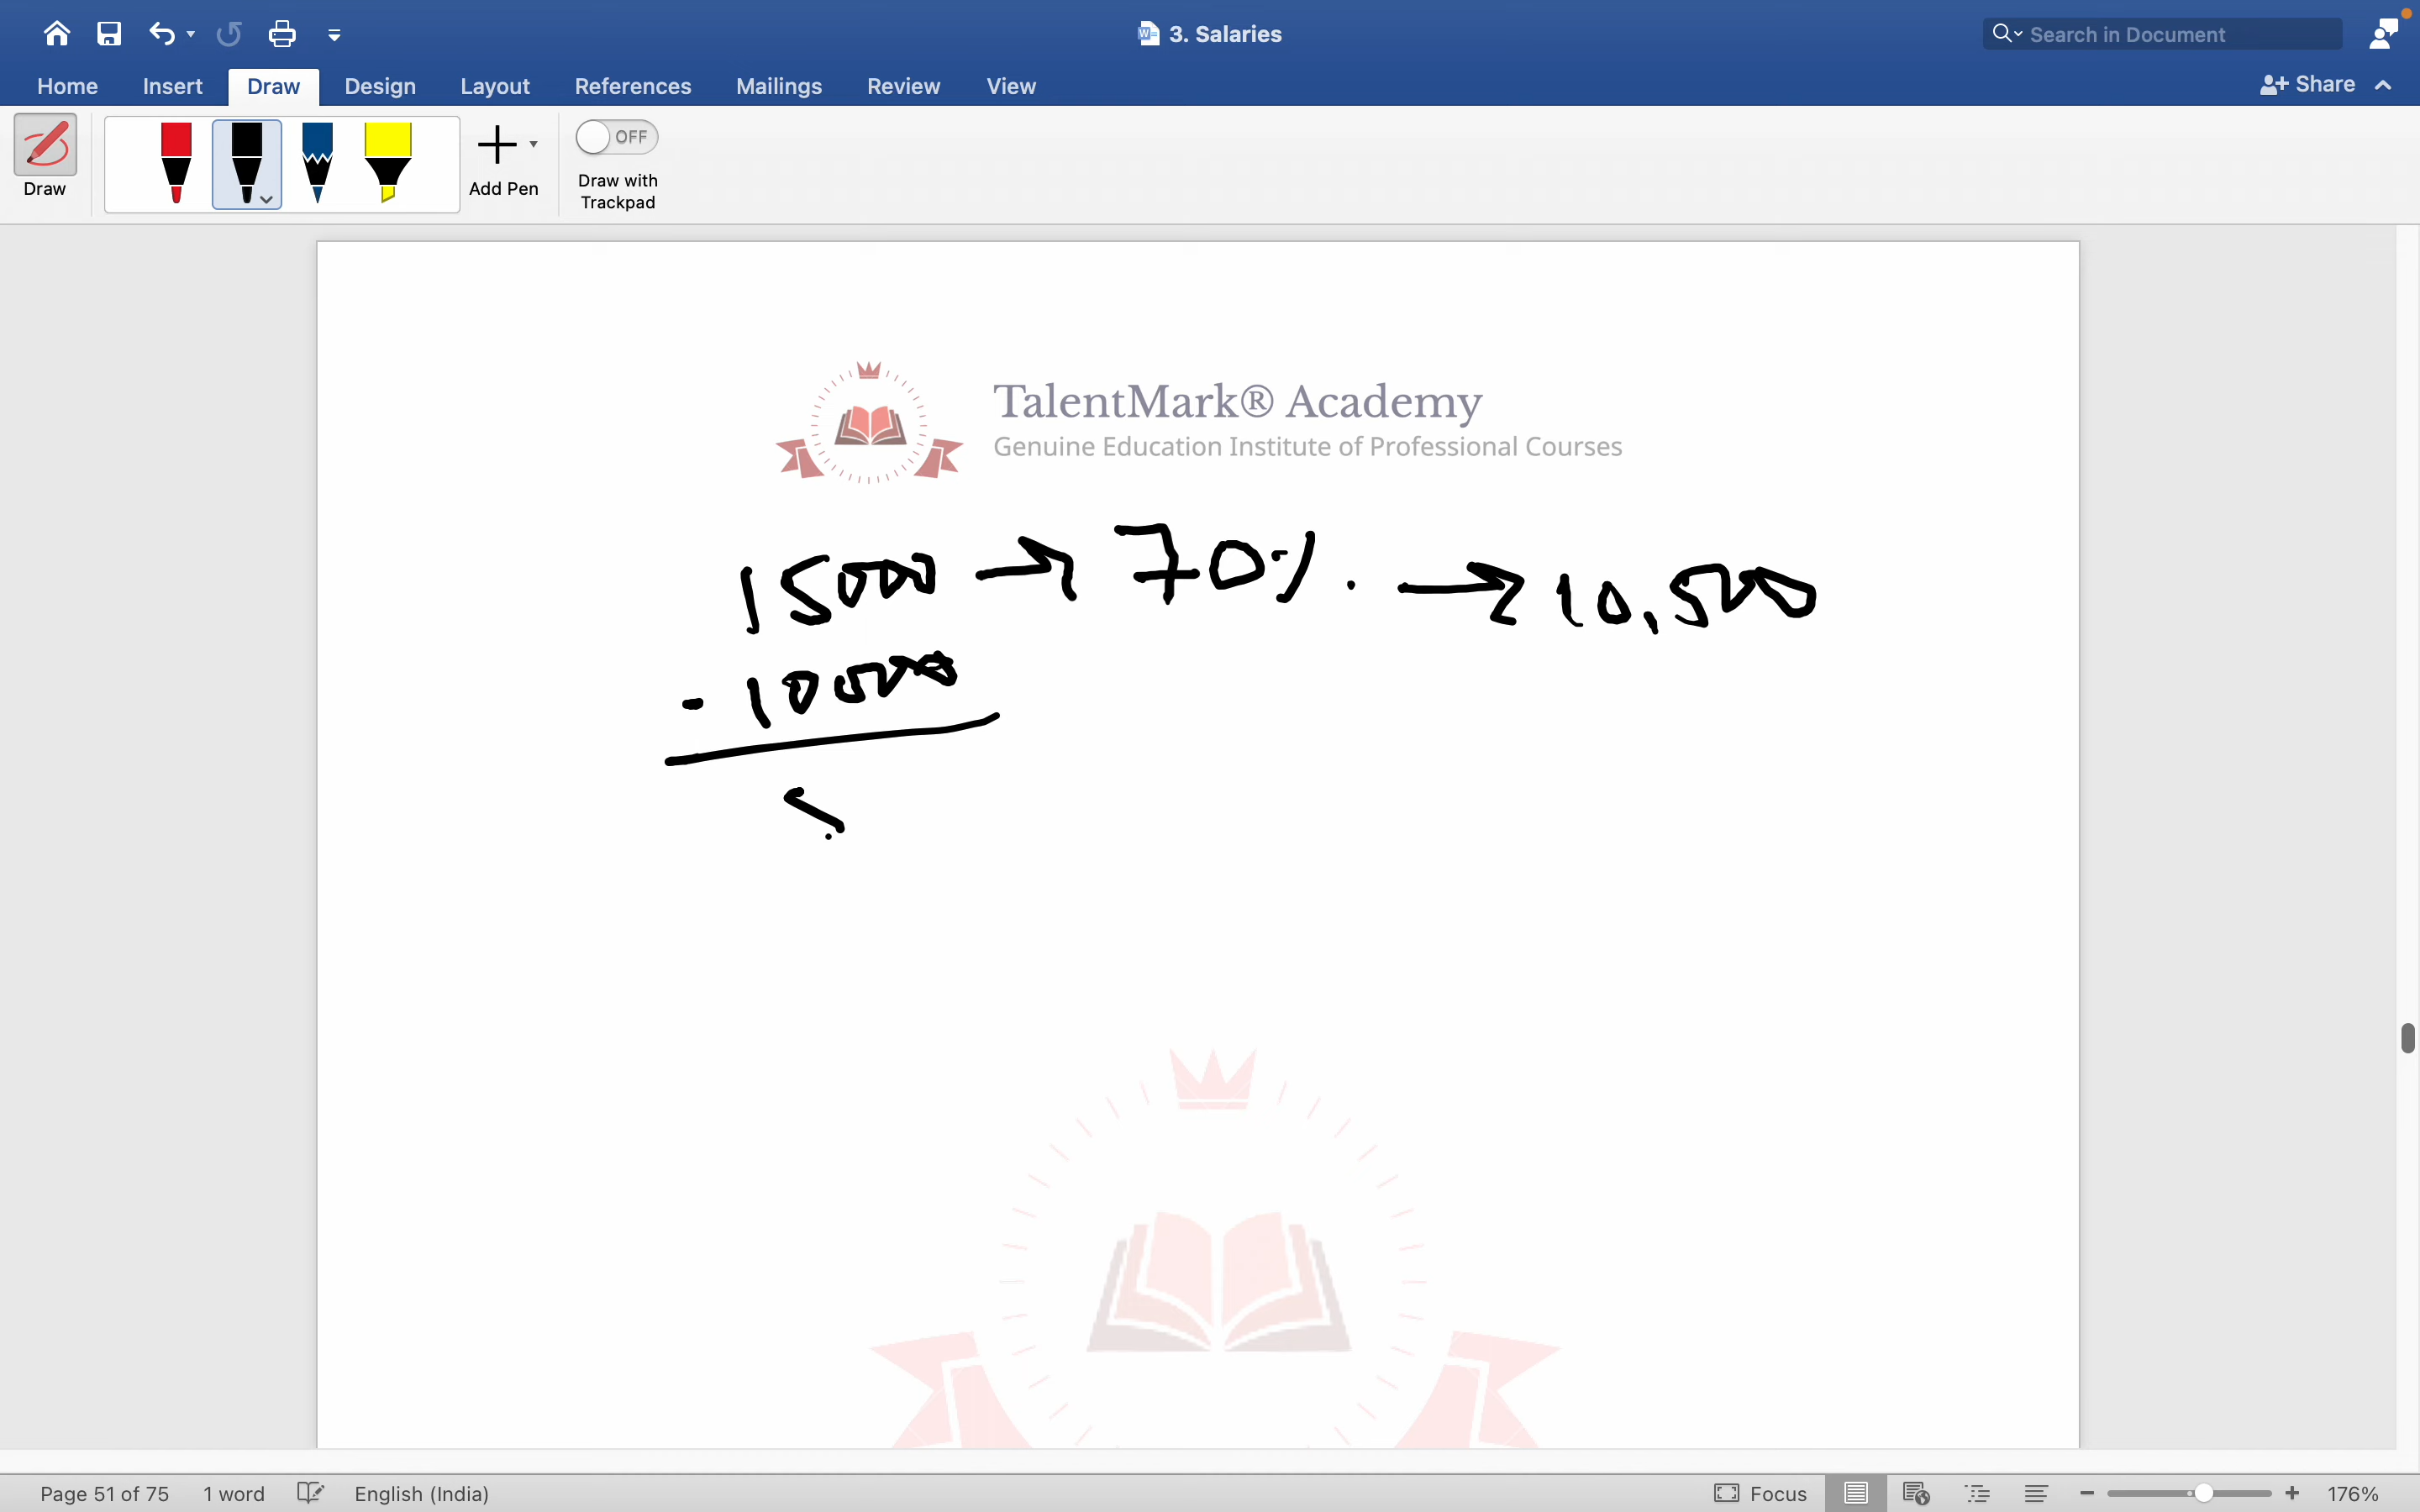 3. Salaries
Search in Document
Home Insert Draw Design Layout References Mailings Review View
Share
OFF
Draw
Add Pen
Draw with
Trackpad
TalentMark® Academy
Genuine Education Institute of Professional Courses
15000 → 70% . → 10,500
- 10000
5
Page 51 of 75 1 word English (India)
Focus
176%